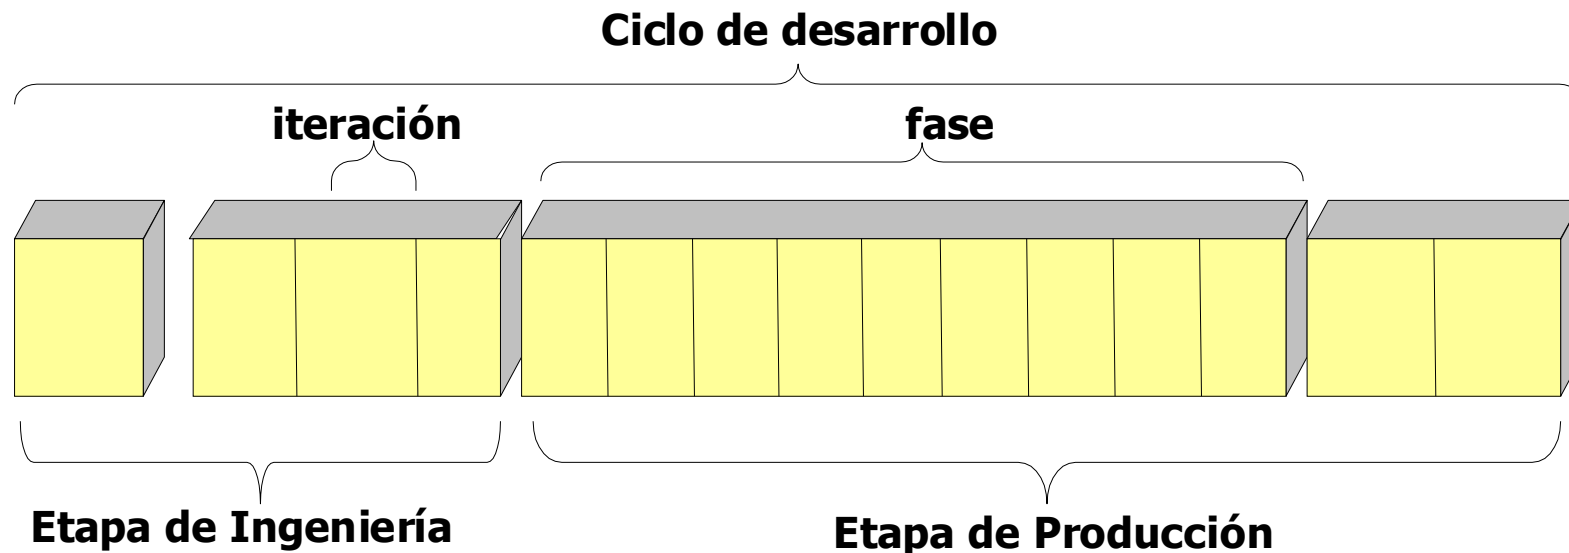 Ciclo de desarrollo
iteración
fase
Etapa de Ingeniería
Etapa de Producción